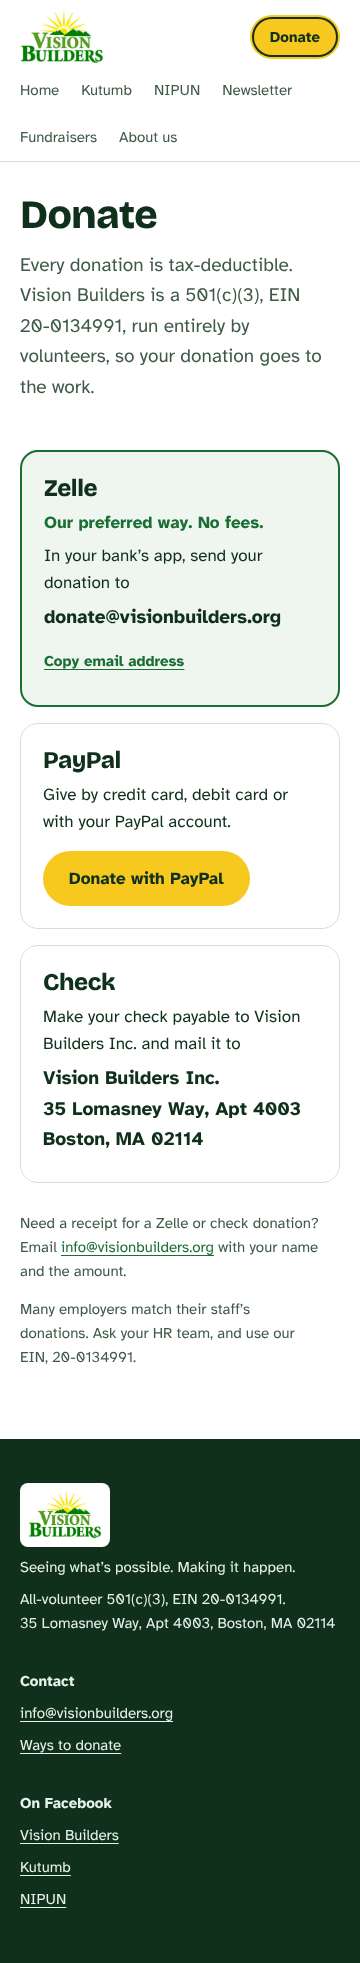 Vision
Builders
Donate
Home Kutumb NIPUN Newsletter
Fundraisers About us
Donate
Every donation is tax-deductible.
Vision Builders is a 501(c)(3), EIN
20-0134991, run entirely by
volunteers, so your donation goes to
the work.
Zelle
Our preferred way. No fees.
In your bank's app, send your
donation to
donate@visionbuilders.org
Copy email address
PayPal
Give by credit card, debit card or
with your PayPal account.
Donate with PayPal
Check
Make your check payable to Vision
Builders Inc. and mail it to
Vision Builders Inc.
35 Lomasney Way, Apt 4003
Boston, MA 02114
Need a receipt for a Zelle or check donation?
Email info@visionbuilders.org with your name
and the amount.
Many employers match their staff's
donations. Ask your HR team, and use our
EIN, 20-0134991.
Vision
Builders
Seeing what's possible. Making it happen.
All-volunteer 501(c)(3), EIN 20-0134991.
35 Lomasney Way, Apt 4003, Boston, MA 02114
Contact
info@visionbuilders.org
Ways to donate
On Facebook
Vision Builders
Kutumb
NIPUN